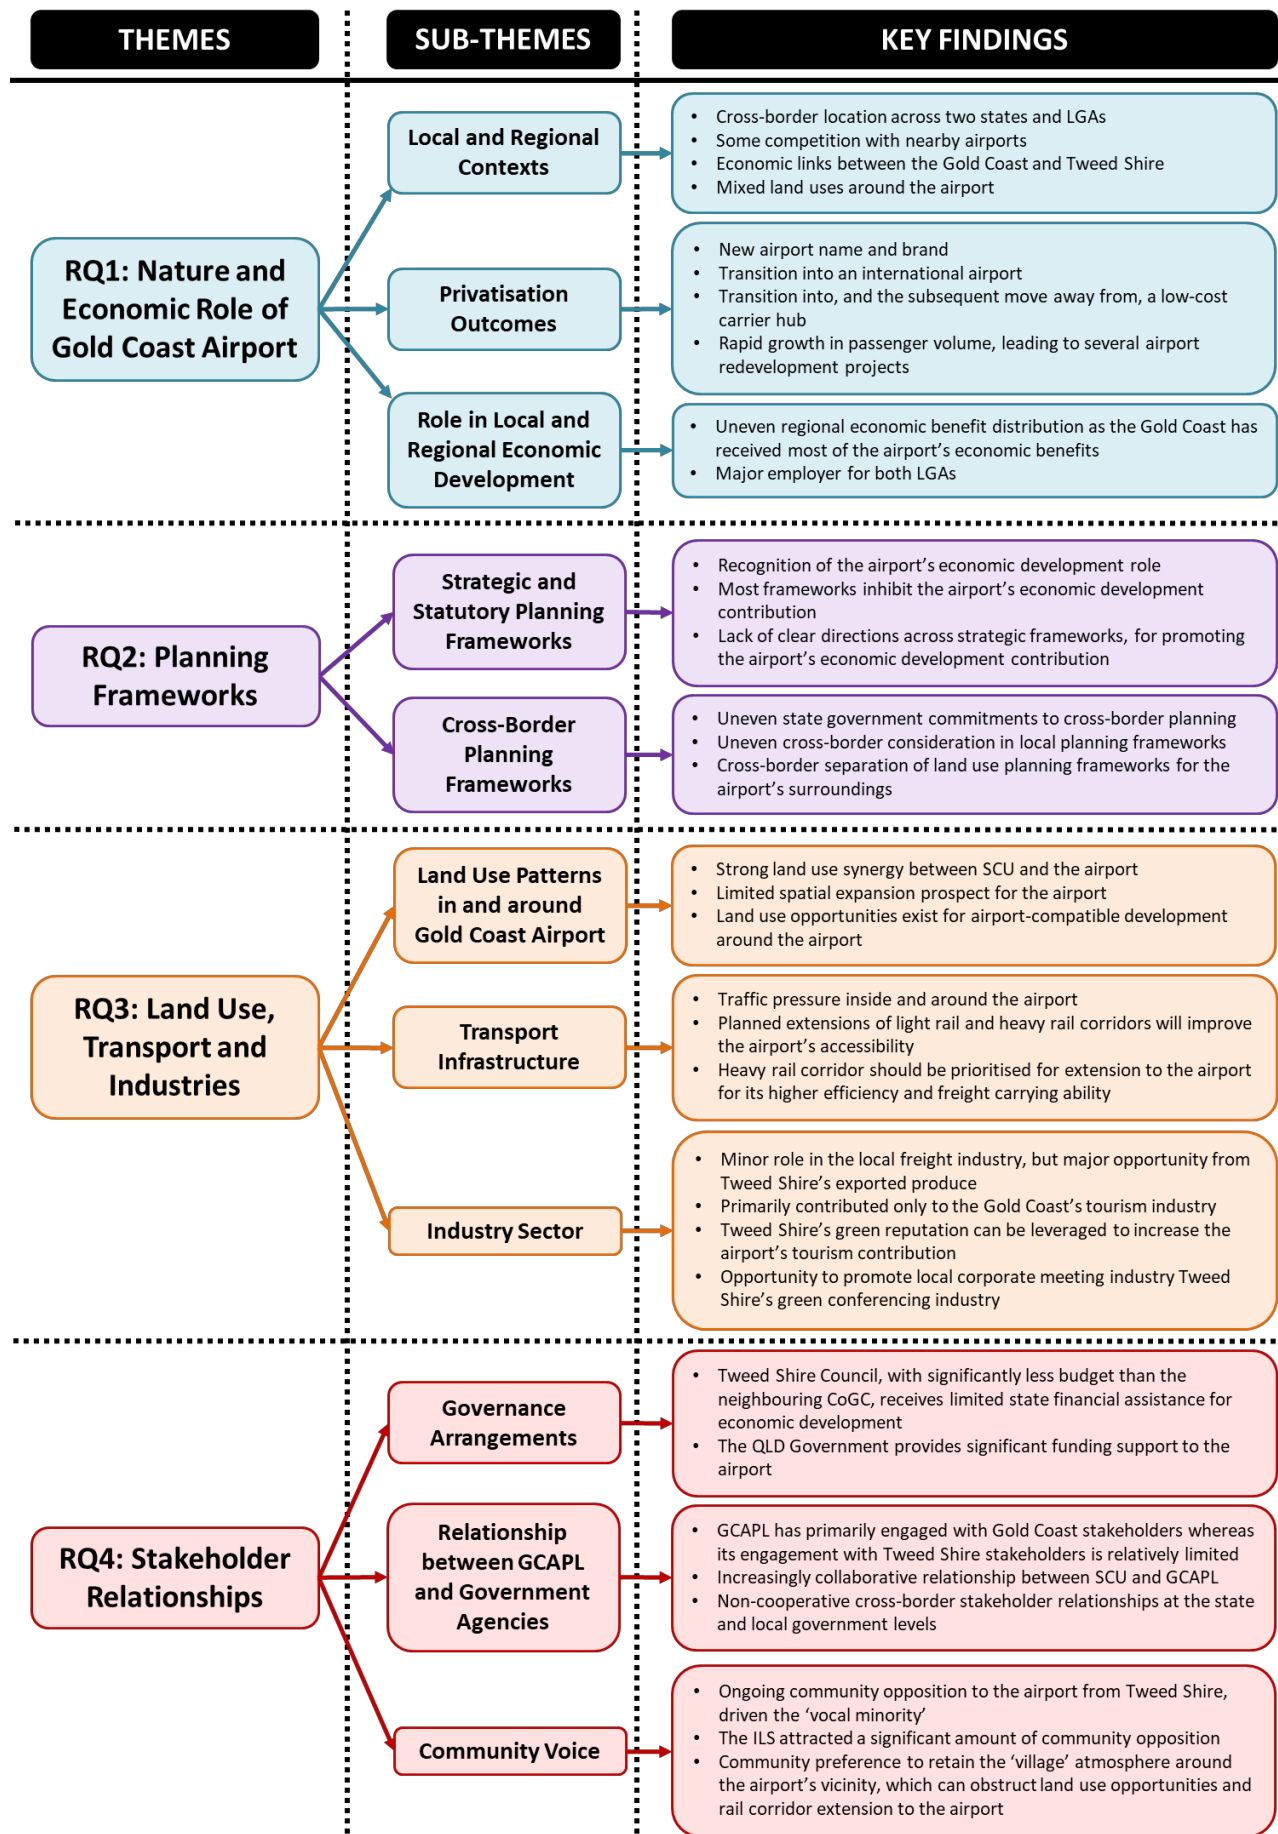 THEMES
SUB-THEMES
KEY FINDINGS
RQ1: Nature and
Economic Role of
Gold Coast Airport
Local and Regional
Contexts
• Cross-border location across two states and LGAs
• Some competition with nearby airports
• Economic links between the Gold Coast and Tweed Shire
• Mixed land uses around the airport
Privatisation
Outcomes
• New airport name and brand
• Transition into an international airport
• Transition into, and the subsequent move away from, a low-cost
carrier hub
• Rapid growth in passenger volume, leading to several airport
redevelopment projects
Role in Local and
Regional Economic
Development
• Uneven regional economic benefit distribution as the Gold Coast has
received most of the airport’s economic benefits
• Major employer for both LGAs
RQ2: Planning
Frameworks
Strategic and
Statutory Planning
Frameworks
• Recognition of the airport’s economic development role
• Most frameworks inhibit the airport’s economic development
contribution
• Lack of clear directions across strategic frameworks, for promoting
the airport’s economic development contribution
Cross-Border
Planning
Frameworks
• Uneven state government commitments to cross-border planning
• Uneven cross-border consideration in local planning frameworks
• Cross-border separation of land use planning frameworks for the
airport’s surroundings
RQ3: Land Use,
Transport and
Industries
Land Use Patterns
in and around
Gold Coast Airport
• Strong land use synergy between SCU and the airport
• Limited spatial expansion prospect for the airport
• Land use opportunities exist for airport-compatible development
around the airport
Transport
Infrastructure
• Traffic pressure inside and around the airport
• Planned extensions of light rail and heavy rail corridors will improve
the airport’s accessibility
• Heavy rail corridor should be prioritised for extension to the airport
for its higher efficiency and freight carrying ability
Industry Sector
• Minor role in the local freight industry, but major opportunity from
Tweed Shire’s exported produce
• Primarily contributed only to the Gold Coast’s tourism industry
• Tweed Shire’s green reputation can be leveraged to increase the
airport’s tourism contribution
• Opportunity to promote local corporate meeting industry Tweed
Shire’s green conferencing industry
RQ4: Stakeholder
Relationships
Governance
Arrangements
• Tweed Shire Council, with significantly less budget than the
neighbouring CoGC, receives limited state financial assistance for
economic development
• The QLD Government provides significant funding support to the
airport
Relationship
between GCAPL
and Government
Agencies
• GCAPL has primarily engaged with Gold Coast stakeholders whereas
its engagement with Tweed Shire stakeholders is relatively limited
• Increasingly collaborative relationship between SCU and GCAPL
• Non-cooperative cross-border stakeholder relationships at the state
and local government levels
Community Voice
• Ongoing community opposition to the airport from Tweed Shire,
driven the ‘vocal minority’
• The ILS attracted a significant amount of community opposition
• Community preference to retain the ‘village’ atmosphere around
the airport’s vicinity, which can obstruct land use opportunities and
rail corridor extension to the airport